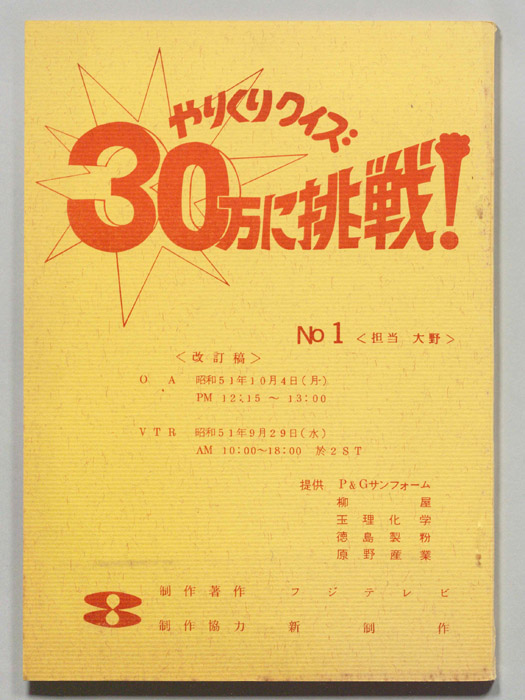 やりくりクイズ
30万に挑戦!
No1 <担当 大野>
<改訂稿>
O A 昭和51年10月4日(月)
PM 12:15 ~ 13:00
VTR 昭和51年9月29日(水)
AM 10:00~18:00 於2ST
提供 P&Gサンフォーム
柳屋
玉理化学
徳島製粉
原野産業
制作著作 フジテレビ
制作協力 新制作